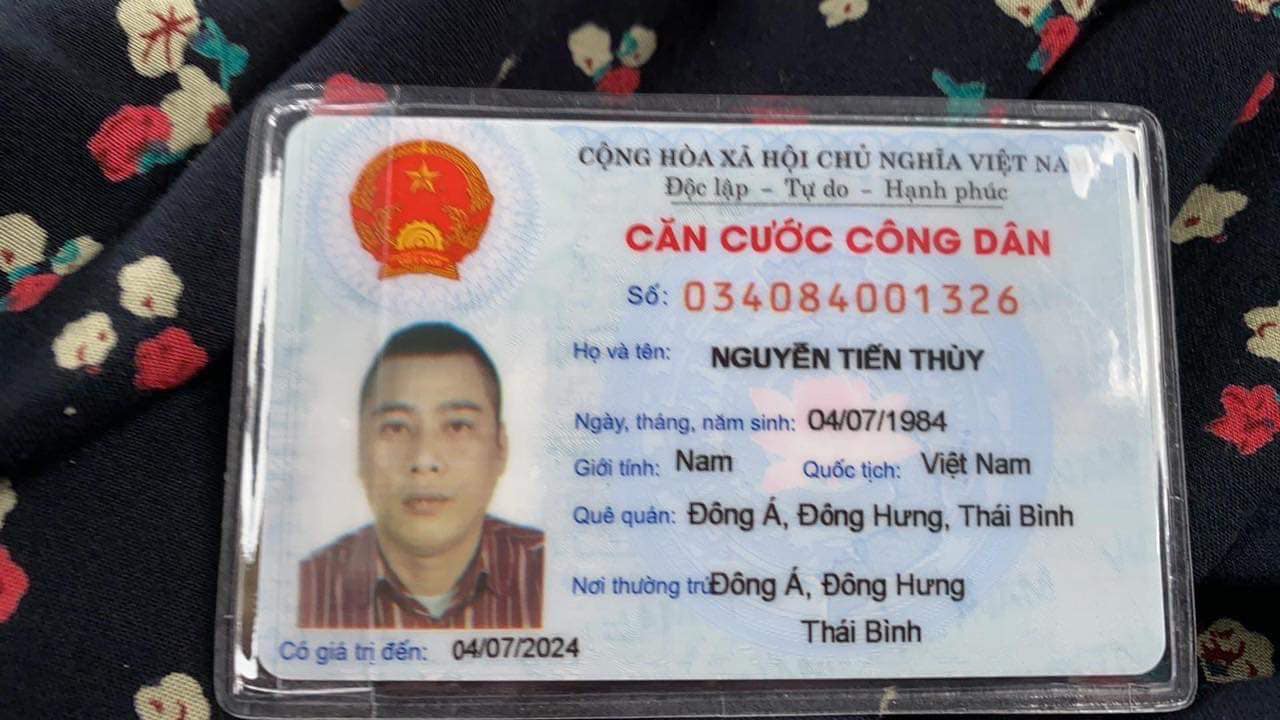 CỘNG HÒA XÃ HỘI CHỦ NGHĨA VIỆT NAM
Độc lập - Tự do - Hạnh phúc
CĂN CƯỚC CÔNG DÂN
Số: 034084001326
Họ và tên: NGUYỄN TIẾN THÙY
Ngày, tháng, năm sinh: 04/07/1984
Giới tính: Nam Quốc tịch: Việt Nam
Quê quán: Đông Á, Đông Hưng, Thái Bình
Nơi thường trú: Đông Á, Đông Hưng
Thái Bình
Có giá trị đến: 04/07/2024